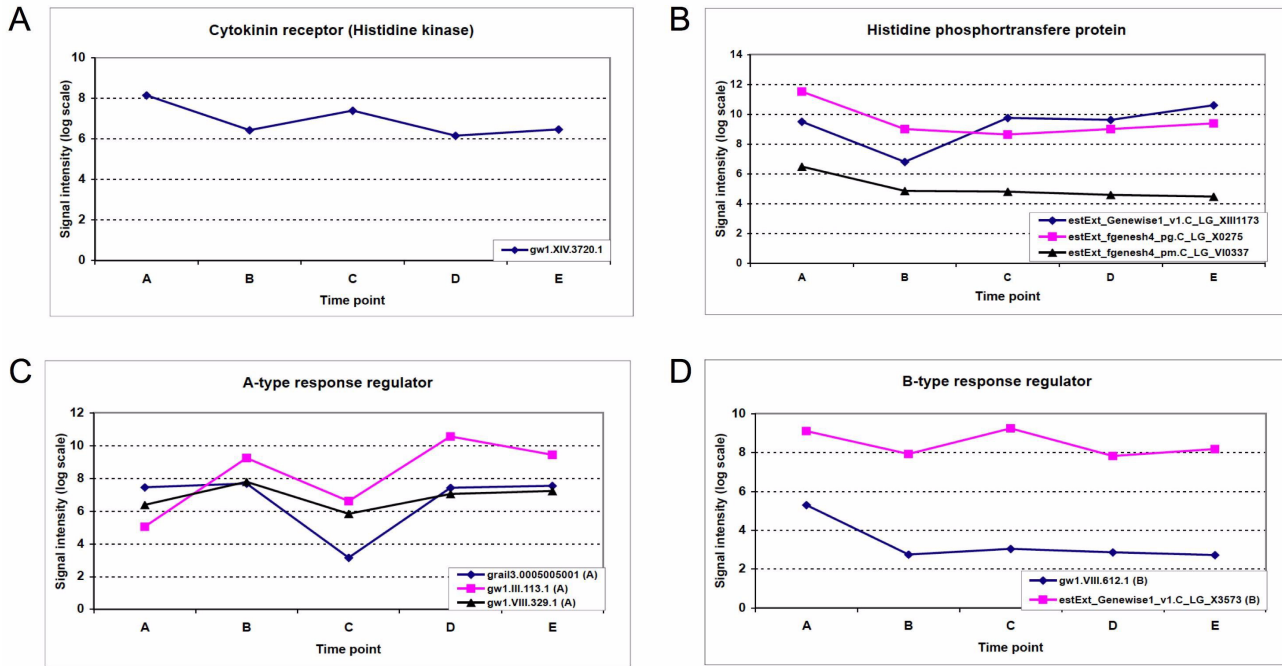 A
Cytokinin receptor (Histidine kinase)
Signal intensity (log scale)
10
8
6
4
2
0
gw1.XIV.3720.1
A B C D E
Time point
B
Histidine phosphortransfere protein
Signal intensity (log scale)
14
12
10
8
6
4
2
0
estExt_Genewise1_v1.C_LG_XIII1173
estExt_fgenesh4_pg.C_LG_X0275
estExt_fgenesh4_pm.C_LG_VI0337
A B C D E
Time point
C
A-type response regulator
Signal intensity (log scale)
12
10
8
6
4
2
0
grail3.0005005001 (A)
gw1.III.113.1 (A)
gw1.VIII.329.1 (A)
A B C D E
Time point
D
B-type response regulator
Signal intensity (log scale)
10
8
6
4
2
0
gw1.VIII.612.1 (B)
estExt_Genewise1_v1.C_LG_X3573 (B)
A B C D E
Time point